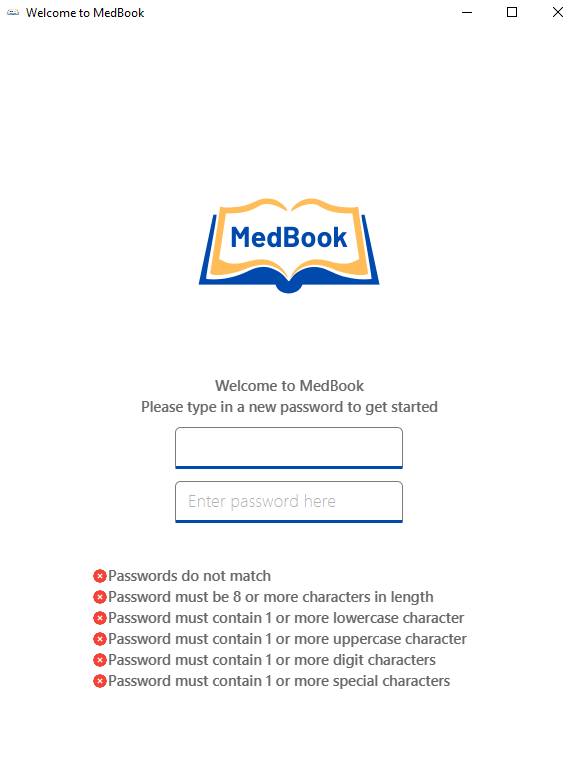 Welcome to MedBook
MedBook
Welcome to MedBook
Please type in a new password to get started
Enter password here
Passwords do not match
Password must be 8 or more characters in length
Password must contain 1 or more lowercase character
Password must contain 1 or more uppercase character
Password must contain 1 or more digit characters
Password must contain 1 or more special characters